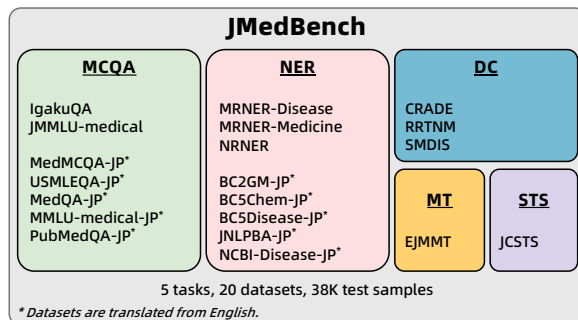 JMedBench
MCQA
IgakuQA
JMMLU-medical
MedMCQA-JP*
USMLEQA-JP*
MedQA-JP*
MMLU-medical-JP*
PubMedQA-JP*
NER
MRNER-Disease
MRNER-Medicine
NRNER
BC2GM-JP*
BC5Chem-JP*
BC5Disease-JP*
JNLPBA-JP*
NCBI-Disease-JP*
DC
CRADE
RRTNM
SMDIS
MT
EJMMT
STS
JCSTS
5 tasks, 20 datasets, 38K test samples
* Datasets are translated from English.